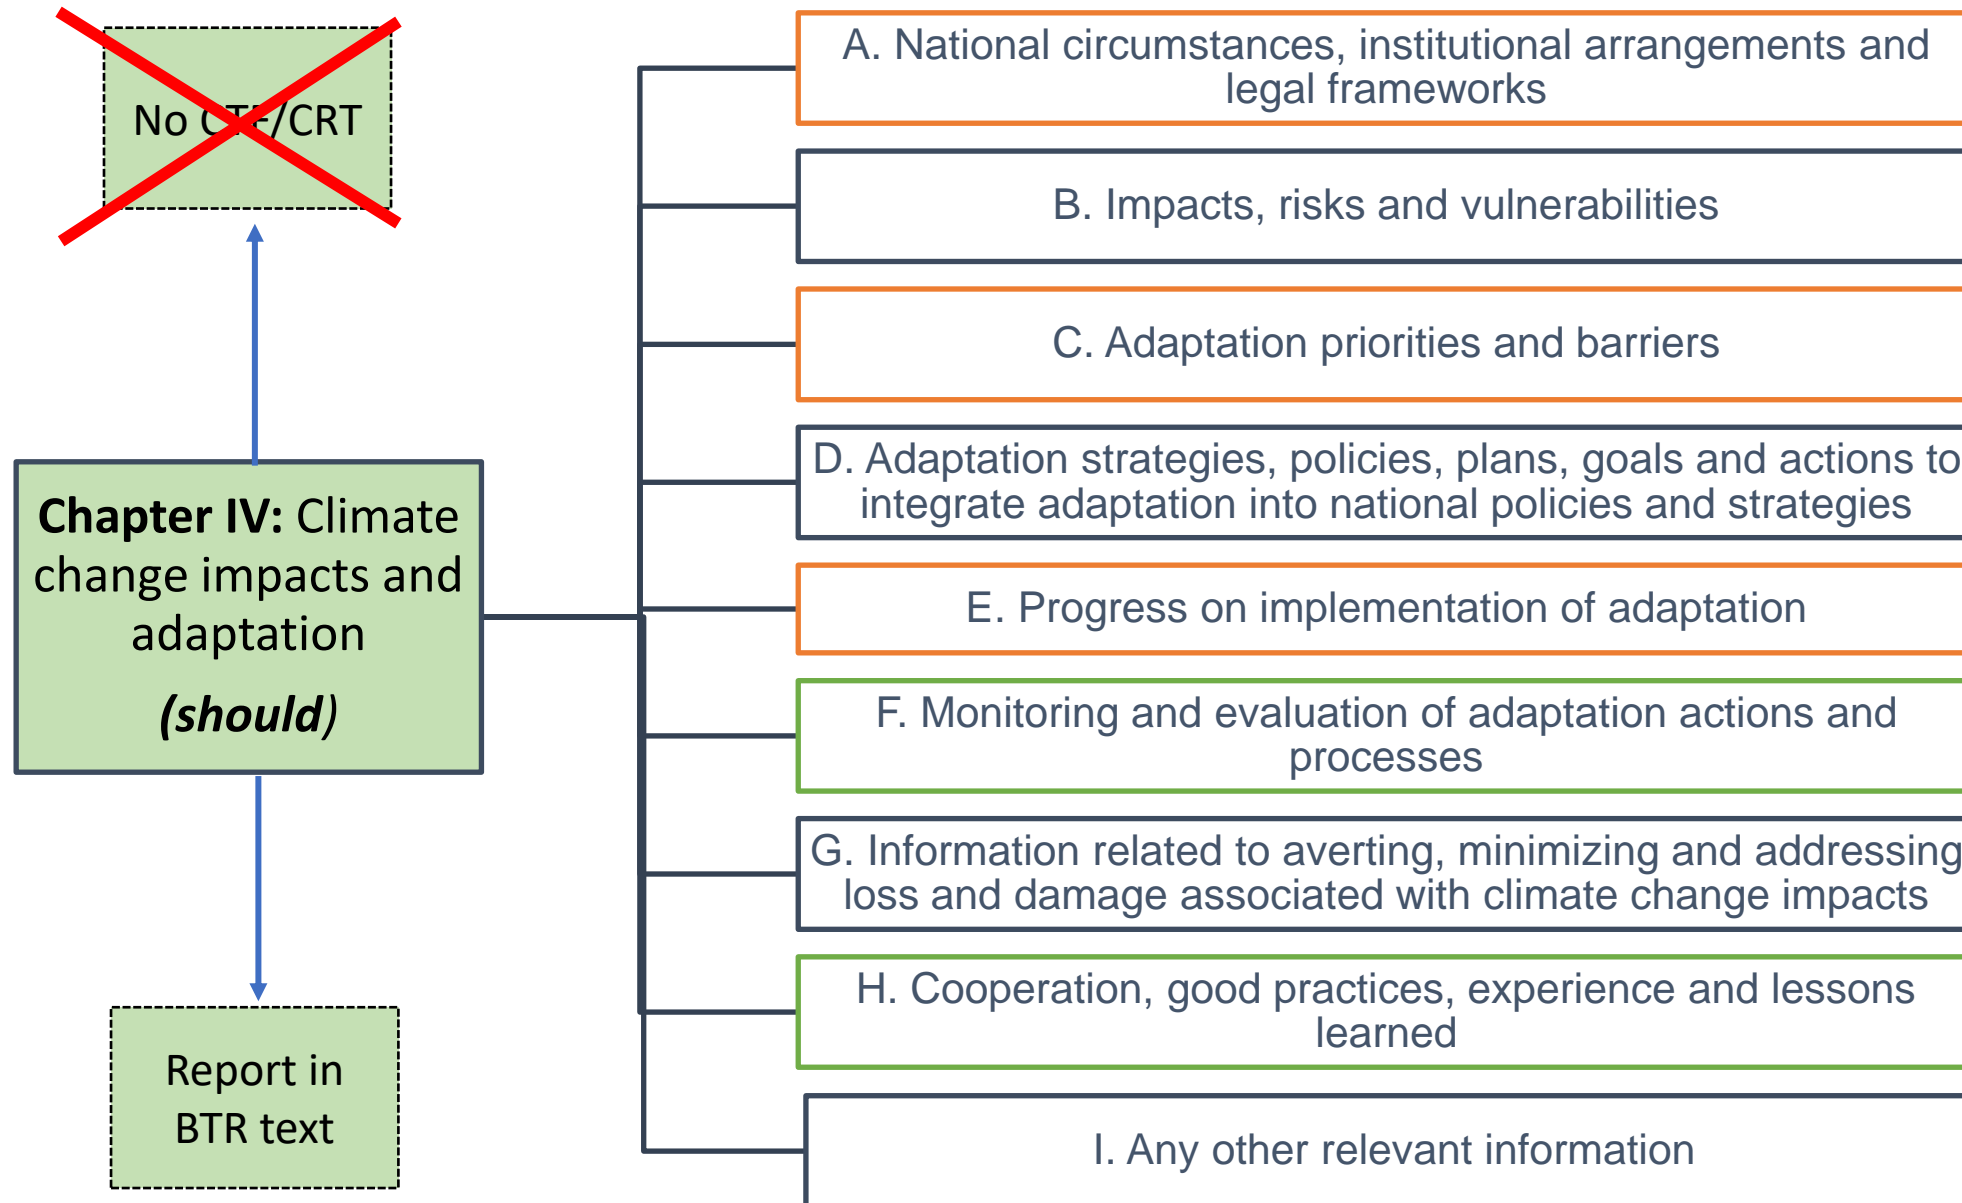 No CTF/CRT
Chapter IV: Climate
change impacts and
adaptation
(should)
Report in
BTR text
A. National circumstances, institutional arrangements and
legal frameworks
B. Impacts, risks and vulnerabilities
C. Adaptation priorities and barriers
D. Adaptation strategies, policies, plans, goals and actions to
integrate adaptation into national policies and strategies
E. Progress on implementation of adaptation
F. Monitoring and evaluation of adaptation actions and
processes
G. Information related to averting, minimizing and addressing
loss and damage associated with climate change impacts
H. Cooperation, good practices, experience and lessons
learned
I. Any other relevant information